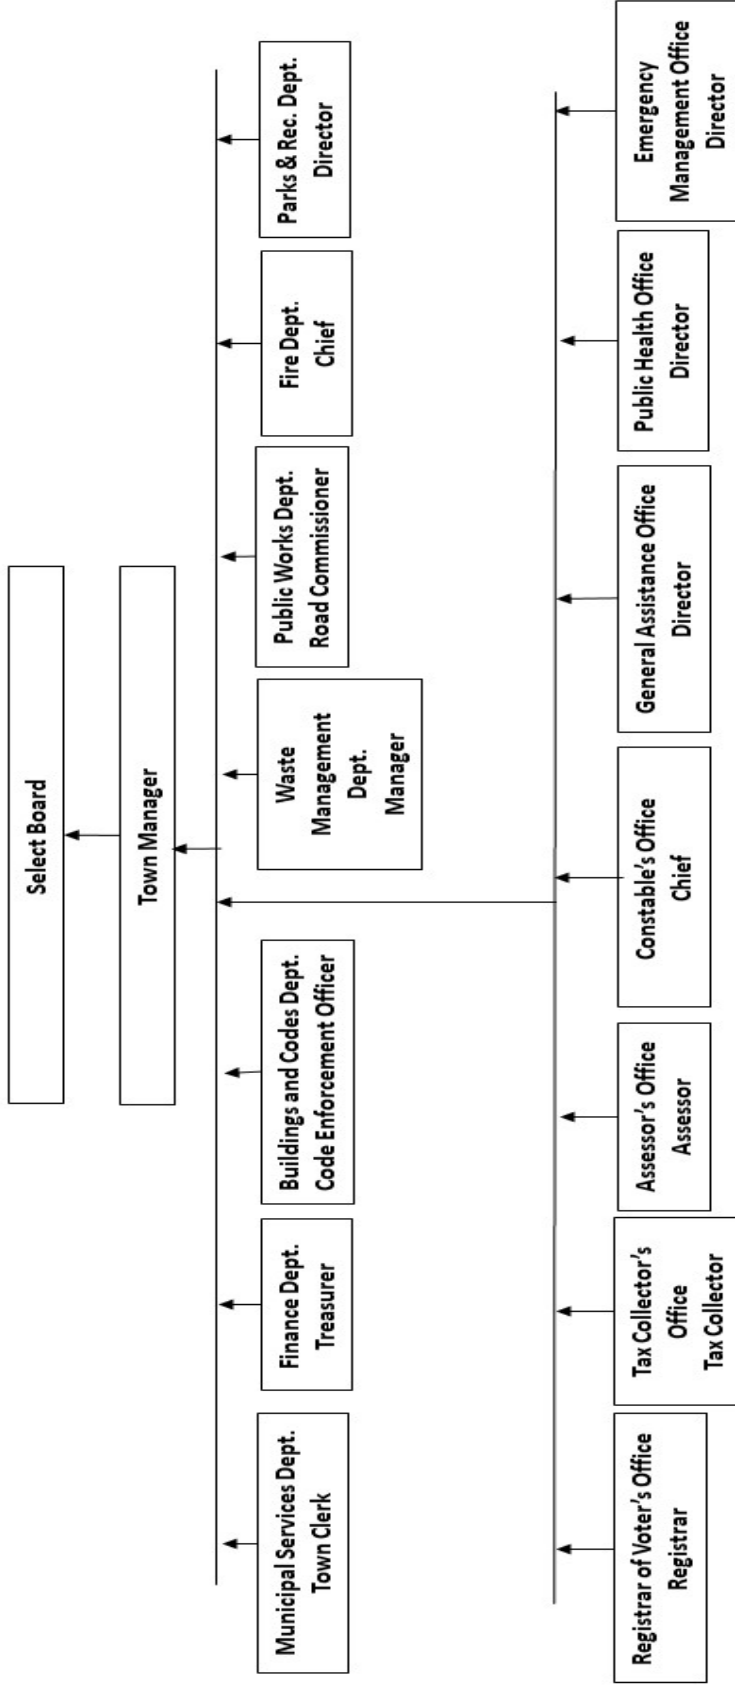 Select Board
Town Manager
Municipal Services Dept.
Town Clerk
Finance Dept.
Treasurer
Buildings and Codes Dept.
Code Enforcement Officer
Waste
Management
Dept.
Manager
Public Works Dept.
Road Commissioner
Fire Dept.
Chief
Parks & Rec. Dept.
Director
Registrar of Voter's Office
Registrar
Tax Collector's
Office
Tax Collector
Assessor's Office
Assessor
Constable's Office
Chief
General Assistance Office
Director
Public Health Office
Director
Emergency
Management Office
Director